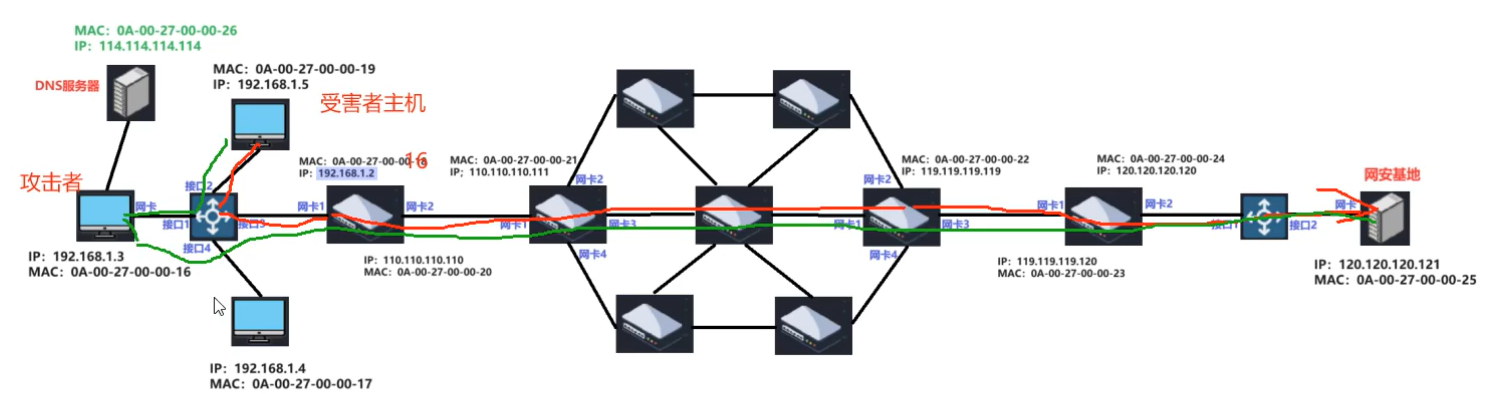 MAC: 0A-00-27-00-00-26
IP: 114.114.114.114
DNS服务器
MAC: 0A-00-27-00-00-19
IP: 192.168.1.5
受害者主机
攻击者
网卡
接口1
接口2
接口3
接口4
IP: 192.168.1.3
MAC: 0A-00-27-00-00-16
IP: 192.168.1.4
MAC: 0A-00-27-00-00-17
MAC: 0A-00-27-00-00-18
16
IP: 192.168.1.2
网卡1
网卡2
IP: 110.110.110.110
MAC: 0A-00-27-00-00-20
MAC: 0A-00-27-00-00-21
IP; 110.110.110.111
网卡2
网卡1
网卡3
网卡4
MAC: 0A-00-27-00-00-22
IP: 119.119.119.119
网卡2
网卡1
网卡3
网卡4
MAC: 0A-00-27-00-00-24
IP: 120.120.120.120
网卡1
网卡2
IP: 119.119.119.120
MAC: 0A-00-27-00-00-23
接口1
接口2
网安基地
网卡
IP: 120.120.120.121
MAC: 0A-00-27-00-00-25